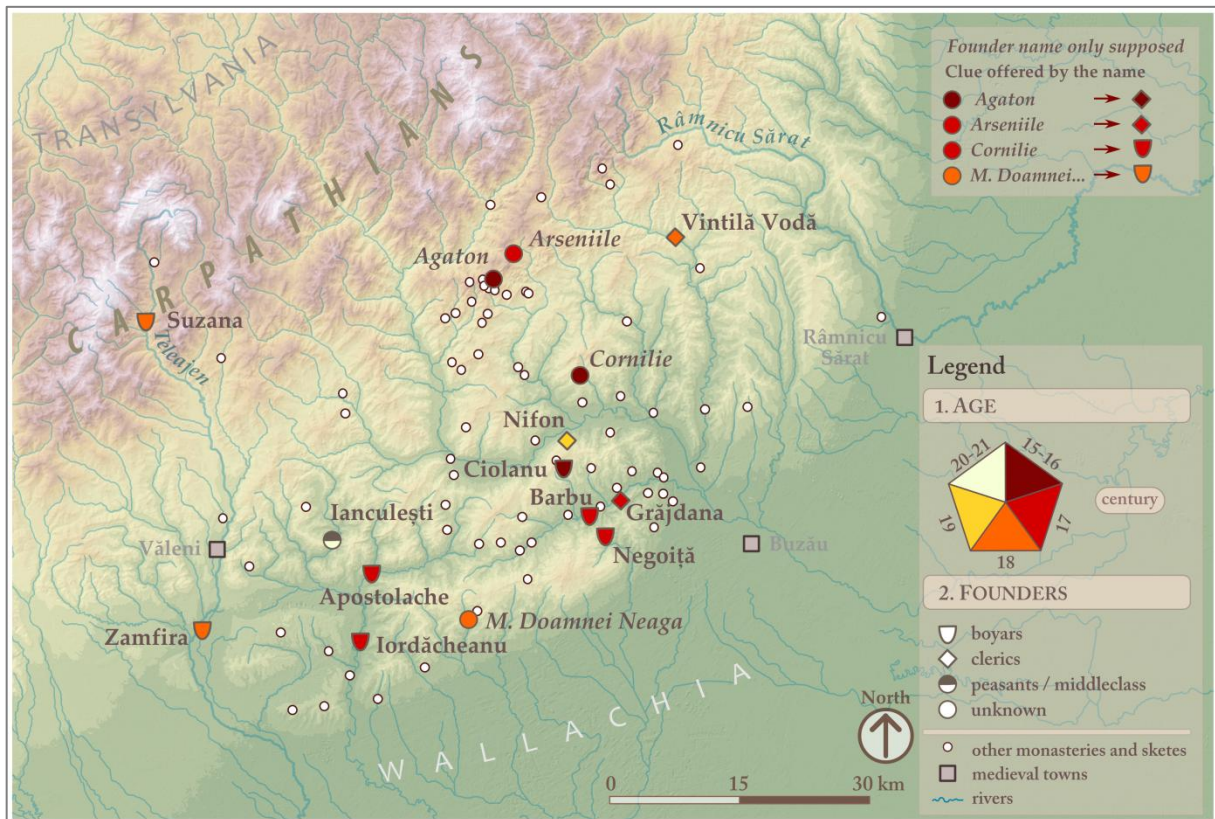 Founder name only supposed
Clue offered by the name
Agaton
Arseniile
Cornilie
M. Doamnei...
TRANSYLVANIA
CARPATHIANS
Râmnicu Sărat
Vintilă Vodă
Arseniile
Agaton
Suzana
Teleajen
Râmnicu
Sărat
Cornilie
Nifon
Ciolanu
Barbu
Grăjdana
Ianculești
Negoiță
Văleni
Buzău
Apostolache
M. Doamnei Neaga
Zamfira
Iordăcheanu
WALLACHIA
North
0 15 30 km
Legend
1. AGE
20-21
15-16
19
17
18
century
2. FOUNDERS
boyars
clerics
peasants / middleclass
unknown
other monasteries and sketes
medieval towns
rivers